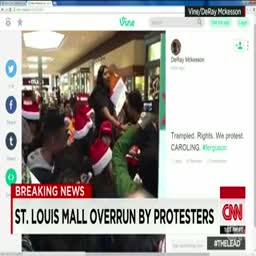 Vine
Vine/DeRay Mckesson
DeRay Mckesson
Trampled. Rights. We protest.
CAROLING. #ferguson
BREAKING NEWS
ST. LOUIS MALL OVERRUN BY PROTESTERS
CNN
#THELEAD